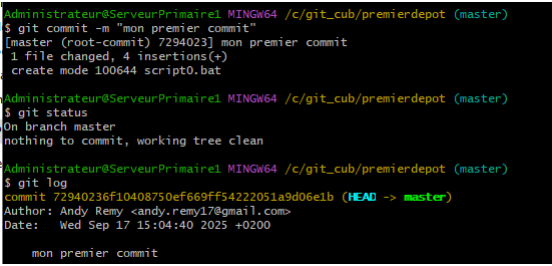 Administrateur@ServeurPrimaire1 MINGW64 /c/git_cub/premierdepot (master)
$ git commit -m "mon premier commit"
[master (root-commit) 7294023] mon premier commit
 1 file changed, 4 insertions(+)
 create mode 100644 script0.bat
Administrateur@ServeurPrimaire1 MINGW64 /c/git_cub/premierdepot (master)
$ git status
On branch master
nothing to commit, working tree clean
Administrateur@ServeurPrimaire1 MINGW64 /c/git_cub/premierdepot (master)
$ git log
commit 72940236f10408750ef669ff54222051a9d06e1b (HEAD -> master)
Author: Andy Remy <andy.remy17@gmail.com>
Date:   Wed Sep 17 15:04:40 2025 +0200
    mon premier commit